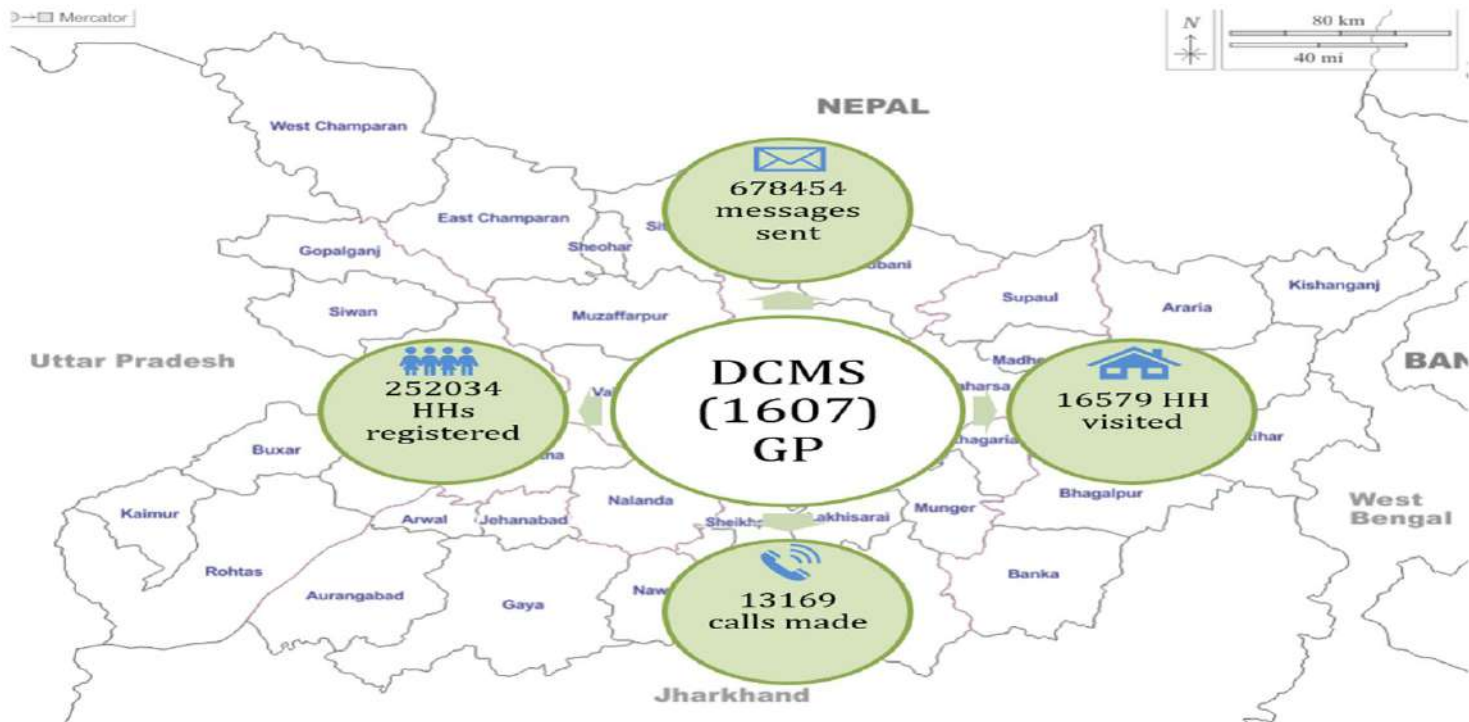 Mercator
N
80 km
40 mi
NEPAL
West Champaran
East Champaran
Sheohar
Gopalganj
Siwan
Muzaffarpur
Supaul
Araria
Kishanganj
678454
messages
sent
Uttar Pradesh
252034
HHs
registered
DCMS
(1607)
GP
16579 HH
visited
Buxar
Kaimur
Rohtas
Arwal
Jehanabad
Nalanda
Munger
Bhagalpur
West
Bengal
Aurangabad
Gaya
Banka
13169
calls made
Jharkhand